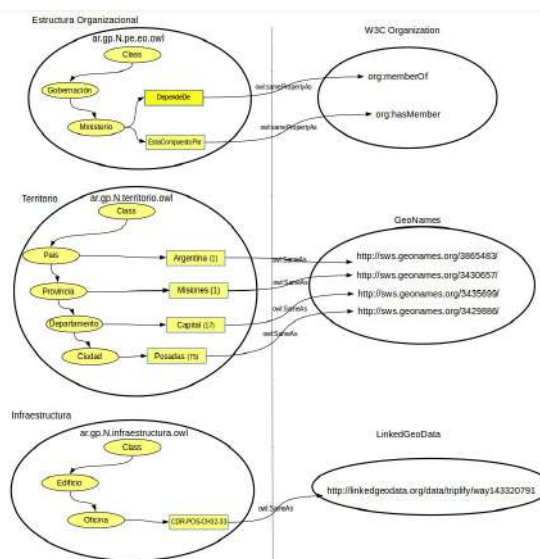 Estructura Organizacional
ar.gp.N.pe.eo.owl
Class
Gobernación
Ministerio
DependeDe
EstaCompuestoPor
owl:samePropertyAs
owl:samePropertyAs
W3C Organization
org:memberOf
org:hasMember
Territorio
ar.gp.N.territorio.owl
Class
Pais
Argentina (1)
Provincia
Misiones (1)
Departamento
Capital (17)
Ciudad
Posadas (75)
owl:SameAs
owl:SameAs
owl:SameAs
owl:SameAs
GeoNames
http://sws.geonames.org/3865483/
http://sws.geonames.org/3430657/
http://sws.geonames.org/3435699/
http://sws.geonames.org/3429886/
Infraestructura
ar.gp.N.infraestructura.owl
Class
Edificio
Oficina
CDR-POS-CH32-33
owl:SameAs
LinkedGeoData
http://linkedgeodata.org/data/triplify/way143320791